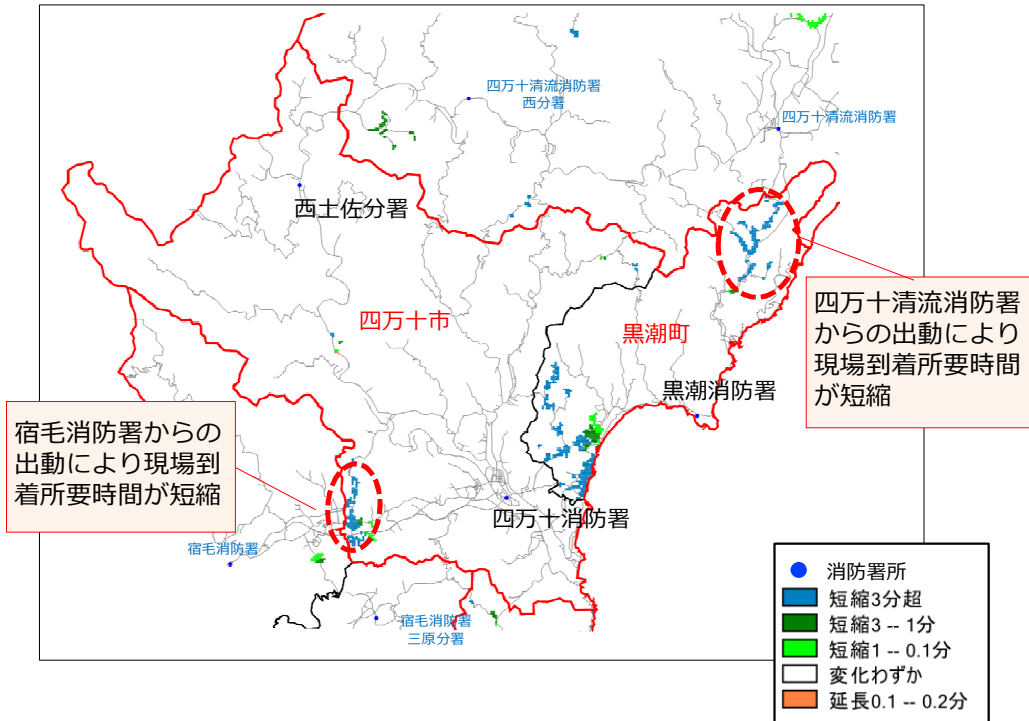 四万十清流消防署
西分署
四万十清流消防署
西土佐分署
四万十清流消防署
からの出動により
現場到着所要時間
が短縮
四万十市
黒潮町
黒潮消防署
宿毛消防署からの
出動により現場到
着所要時間が短縮
四万十消防署
宿毛消防署
宿毛消防署
三原分署
消防署所
短縮3分超
短縮3 -- 1分
短縮1 -- 0.1分
変化わずか
延長0.1 -- 0.2分